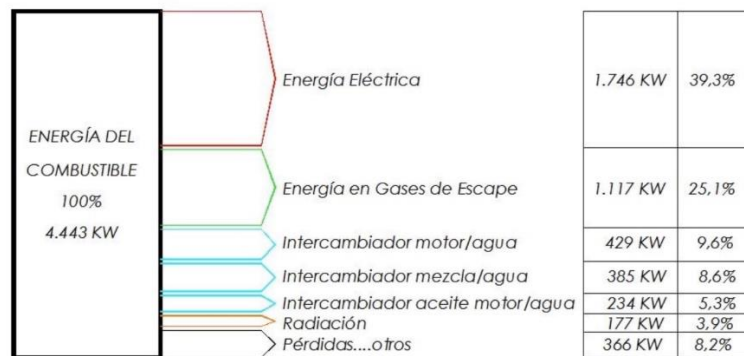 ENERGÍA DEL
COMBUSTIBLE
100%
4.443 KW
Energía Eléctrica 1.746 KW 39,3%
Energía en Gases de Escape 1.117 KW 25,1%
Intercambiador motor/agua 429 KW 9,6%
Intercambiador mezcla/agua 385 KW 8,6%
Intercambiador aceite motor/agua 234 KW 5,3%
Radiación 177 KW 3,9%
Pérdidas....otros 366 KW 8,2%